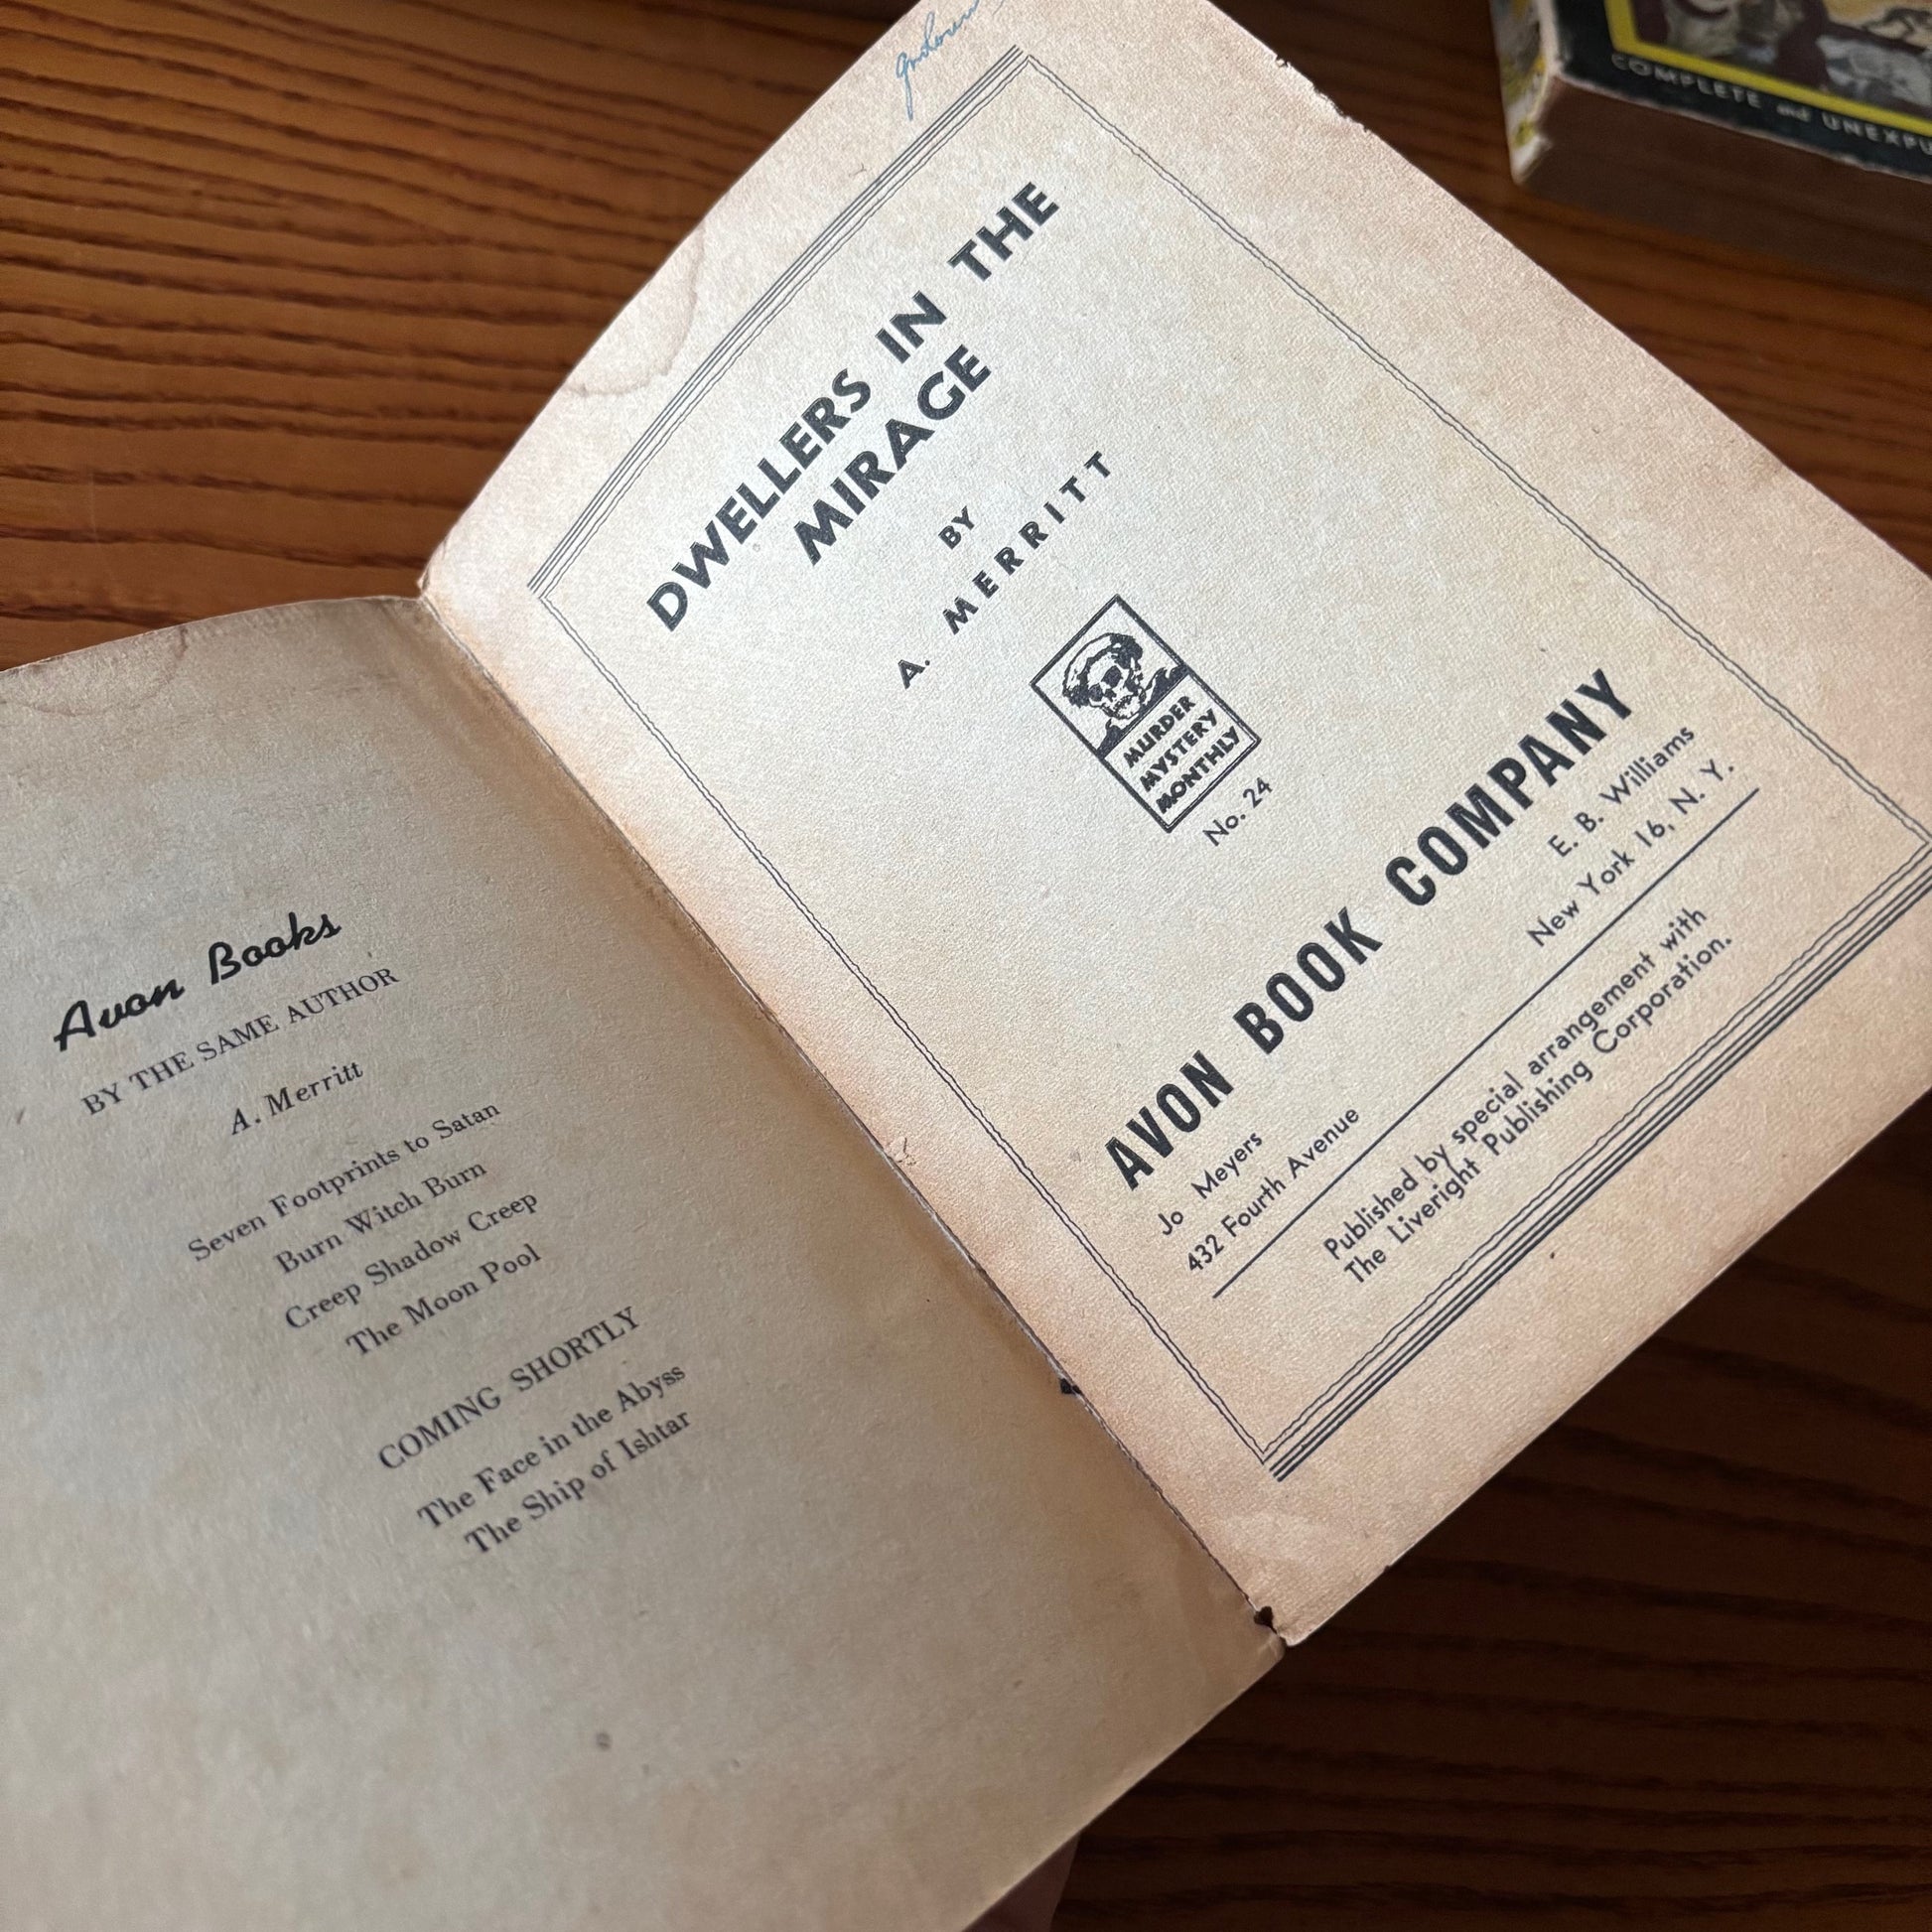 Avon Books
BY THE SAME AUTHOR
A. Merritt
Seven Footprints to Satan
Burn Witch Burn
Creep Shadow Creep
The Moon Pool
COMING SHORTLY
The Face in the Abyss
The Ship of Ishtar
DWELLERS IN THE
MIRAGE
BY
A. MERRITT
MURDER
MYSTERY
MONTHLY
No. 24
AVON BOOK COMPANY
Jo Meyers E. B. Williams
432 Fourth Avenue New York 16, N. Y.
Published by special arrangement with
The Liveright Publishing Corporation.
COMPLETE and